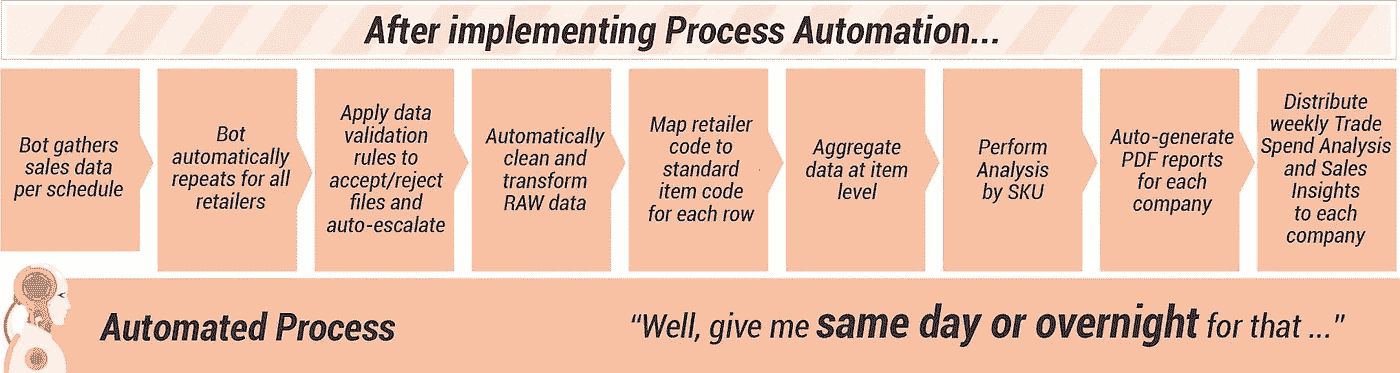 After implementing Process Automation...
Bot gathers
sales data
per schedule
Bot
automatically
repeats for all
retailers
Apply data
validation
rules to
accept/reject
files and
auto-escalate
Automatically
clean and
transform
RAW data
Map retailer
code to
standard
item code
for each row
Aggregate
data at item
level
Perform
Analysis
by SKU
Auto-generate
PDF reports
for each
company
Distribute
weekly Trade
Spend Analysis
and Sales
Insights
to each
company
Automated Process
“Well, give me same day or overnight for that ...”